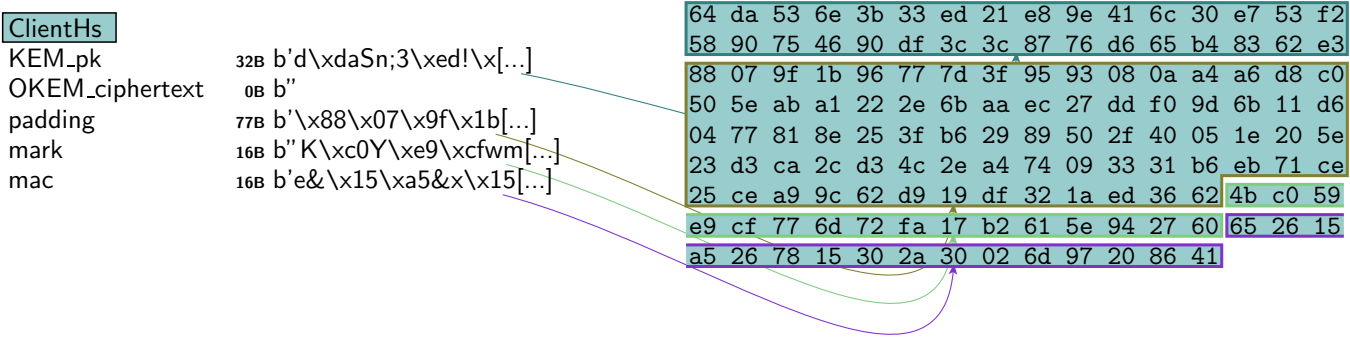 ClientHs
KEM_pk 32B b'd\xdaSn;3\xed!\x[...]
OKEM_ciphertext 0B b''
padding 77B b'\x88\x07\x9f\x1b[...]
mark 16B b''K\xc0Y\xe9\xcfwm[...]
mac 16B b'e&\x15\xa5&x\x15[...]
64 da 53 6e 3b 33 ed 21 e8 9e 41 6c 30 e7 53 f2
58 90 75 46 90 df 3c 3c 87 76 d6 65 b4 83 62 e3
88 07 9f 1b 96 77 7d 3f 95 93 08 0a a4 a6 d8 c0
50 5e ab a1 22 2e 6b aa ec 27 dd f0 9d 6b 11 d6
04 77 81 8e 25 3f b6 29 89 50 2f 40 05 1e 20 5e
23 d3 ca 2c d3 4c 2e a4 74 09 33 31 b6 eb 71 ce
25 ce a9 9c 62 d9 19 df 32 1a ed 36 62 4b c0 59
e9 cf 77 6d 72 fa 17 b2 61 5e 94 27 60 65 26 15
a5 26 78 15 30 2a 30 02 6d 97 20 86 41